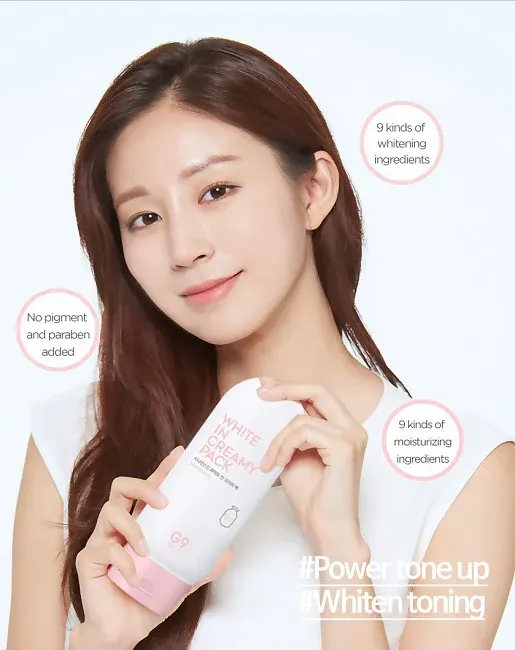 9 kinds of
whitening
ingredients
No pigment
and paraben
added
WHITE
IN
CREAMY
PACK
G9
9 kinds of
moisturizing
ingredients
#Power tone up
#Whiten toning